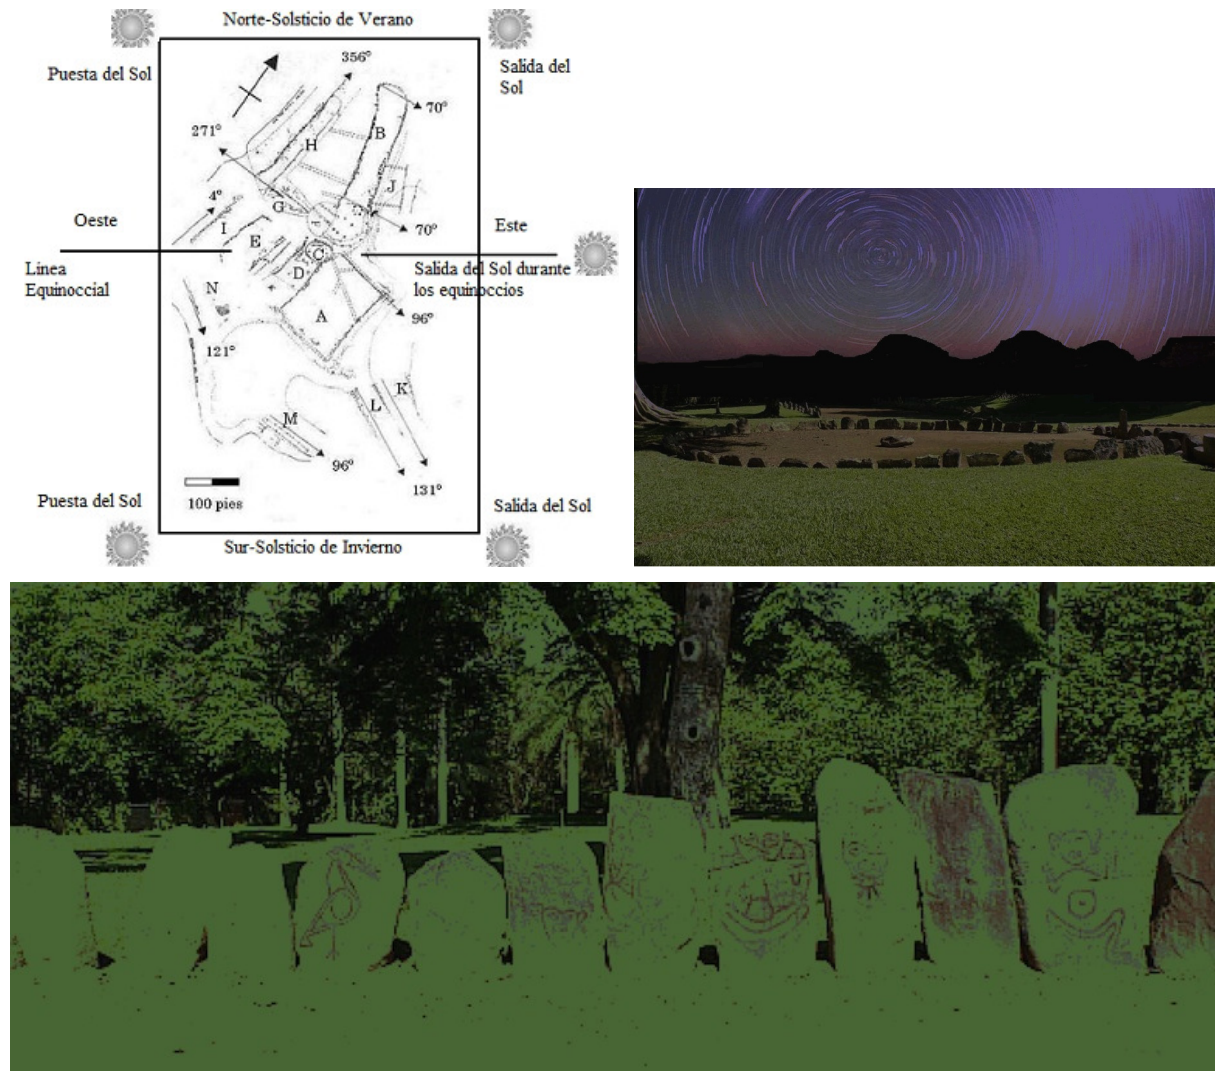 Norte-Solsticio de Verano
Puesta del Sol
Salida del
Sol
356°
70°
271°
B
H
J
4°
G
Oeste
I
70°
Este
E
C
Línea
Equinoccial
D
Salida del Sol durante
los equinoccios
N
A
96°
121°
K
L
M
96°
131°
100 pies
Puesta del Sol
Salida del Sol
Sur-Solsticio de Invierno